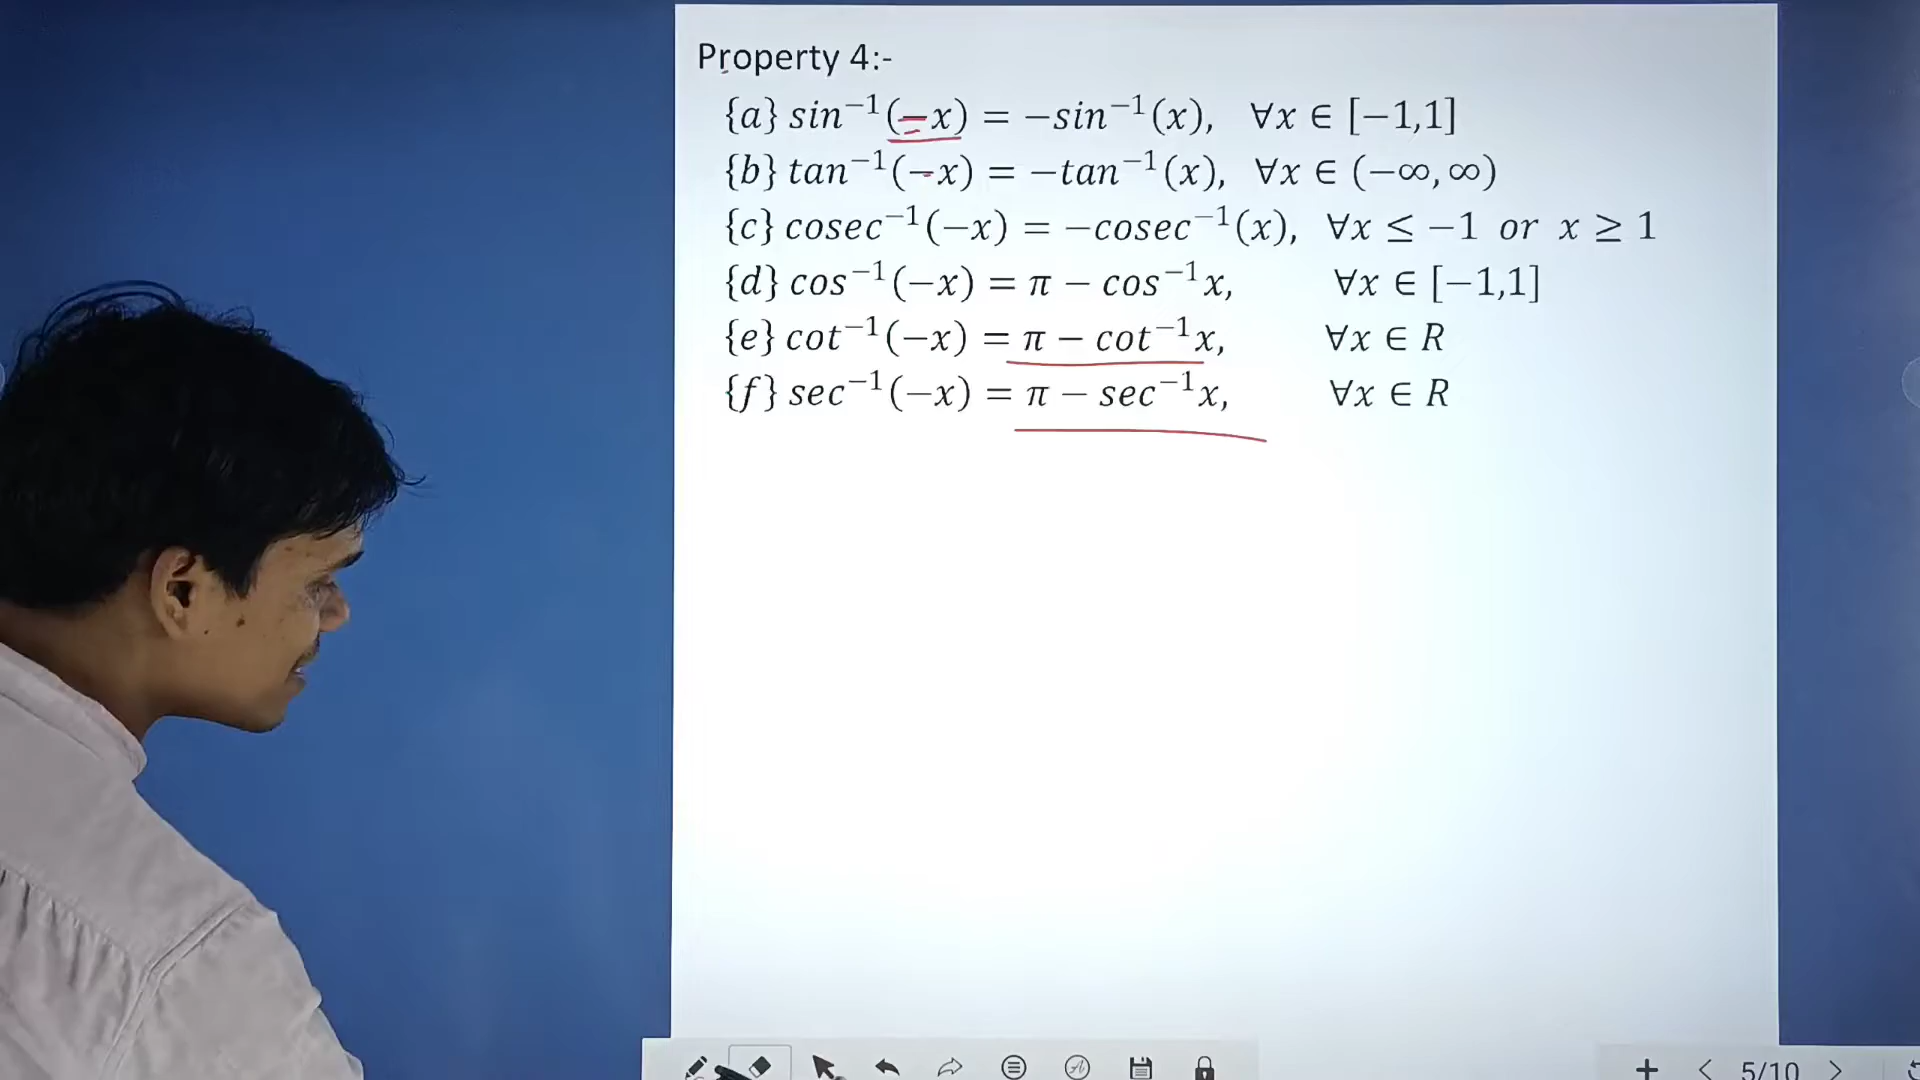 Property 4:-
{a} sin⁻¹(−x) = −sin⁻¹(x), ∀x ∈ [−1,1]
{b} tan⁻¹(−x) = −tan⁻¹(x), ∀x ∈ (−∞,∞)
{c} cosec⁻¹(−x) = −cosec⁻¹(x), ∀x ≤ −1 or x ≥ 1
{d} cos⁻¹(−x) = π − cos⁻¹x, ∀x ∈ [−1,1]
{e} cot⁻¹(−x) = π − cot⁻¹x, ∀x ∈ R
{f} sec⁻¹(−x) = π − sec⁻¹x, ∀x ∈ R
5/10